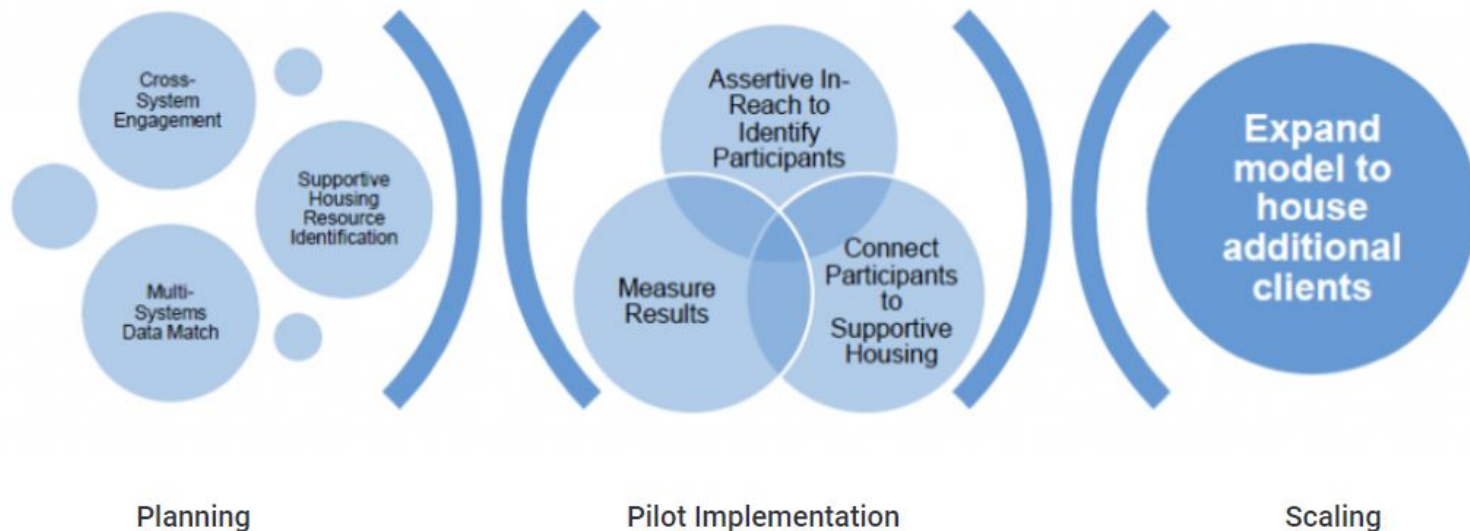 Cross-
System
Engagement
Supportive
Housing
Resource
Identification
Multi-
Systems
Data Match
Assertive In-
Reach to
Identify
Participants
Measure
Results
Connect
Participants
to
Supportive
Housing
Expand
model to
house
additional
clients
Planning
Pilot Implementation
Scaling